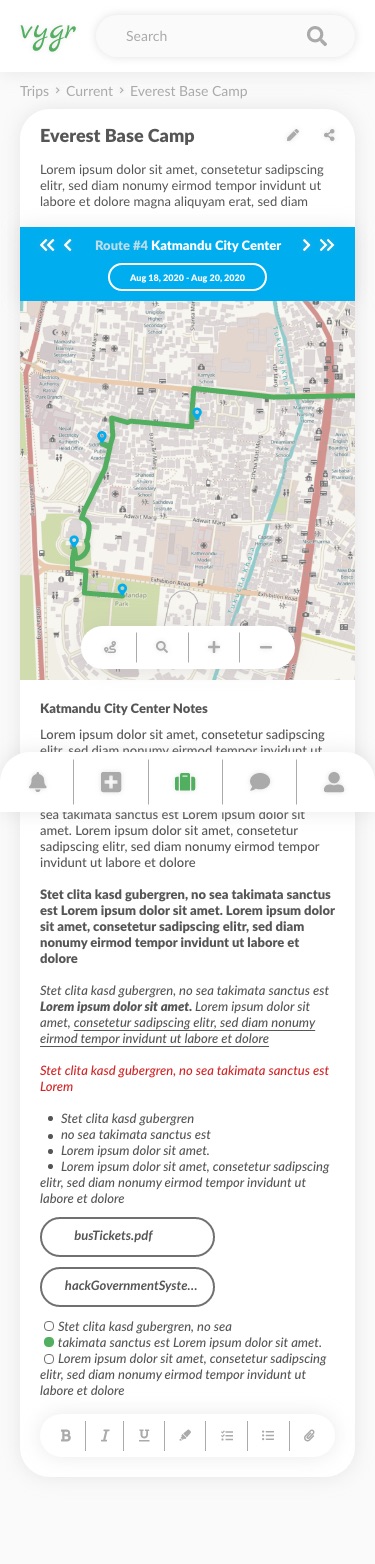 vygr
Search
Trips > Current > Everest Base Camp
Everest Base Camp
Lorem ipsum dolor sit amet, consetetur sadipscing
elitr, sed diam nonumy eirmod tempor invidunt ut
labore et dolore magna aliquyam erat, sed diam
Route #4 Katmandu City Center
Aug 18, 2020 - Aug 20, 2020
Adwait Marg
Adwait Marg
Exhibition Road
Exhibition Road
Mandap
Park
Katmandu City Center Notes
Lorem ipsum dolor sit amet, consetetur sadipscing
elitr, sed diam nonumy eirmod tempor invidunt ut
sea takimata sanctus est Lorem ipsum dolor sit
amet. Lorem ipsum dolor sit amet, consetetur
sadipscing elitr, sed diam nonumy eirmod tempor
invidunt ut labore et dolore
Stet clita kasd gubergren, no sea takimata sanctus
est Lorem ipsum dolor sit amet. Lorem ipsum dolor
sit amet, consetetur sadipscing elitr, sed diam
nonumy eirmod tempor invidunt ut labore et
dolore
Stet clita kasd gubergren, no sea takimata sanctus est
Lorem ipsum dolor sit amet. Lorem ipsum dolor sit
amet, consetetur sadipscing elitr, sed diam nonumy
eirmod tempor invidunt ut labore et dolore
Stet clita kasd gubergren, no sea takimata sanctus est
Lorem
• Stet clita kasd gubergren
• no sea takimata sanctus est
• Lorem ipsum dolor sit amet.
• Lorem ipsum dolor sit amet, consetetur sadipscing
elitr, sed diam nonumy eirmod tempor invidunt ut
labore et dolore
busTickets.pdf
hackGovernmentSyste...
Stet clita kasd gubergren, no sea
takimata sanctus est Lorem ipsum dolor sit amet.
Lorem ipsum dolor sit amet, consetetur sadipscing
elitr, sed diam nonumy eirmod tempor invidunt ut
labore et dolore
B I U